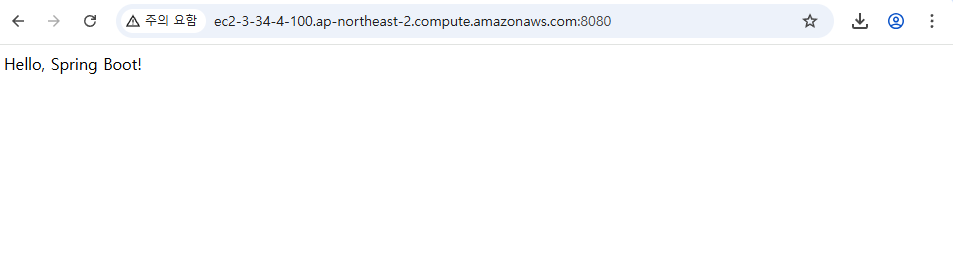 주의 요함 ec2-3-34-4-100.ap-northeast-2.compute.amazonaws.com:8080
Hello, Spring Boot!